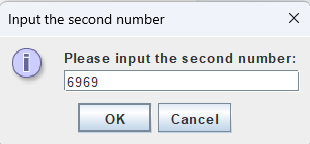 Input the second number
Please input the second number:
6969
OK
Cancel